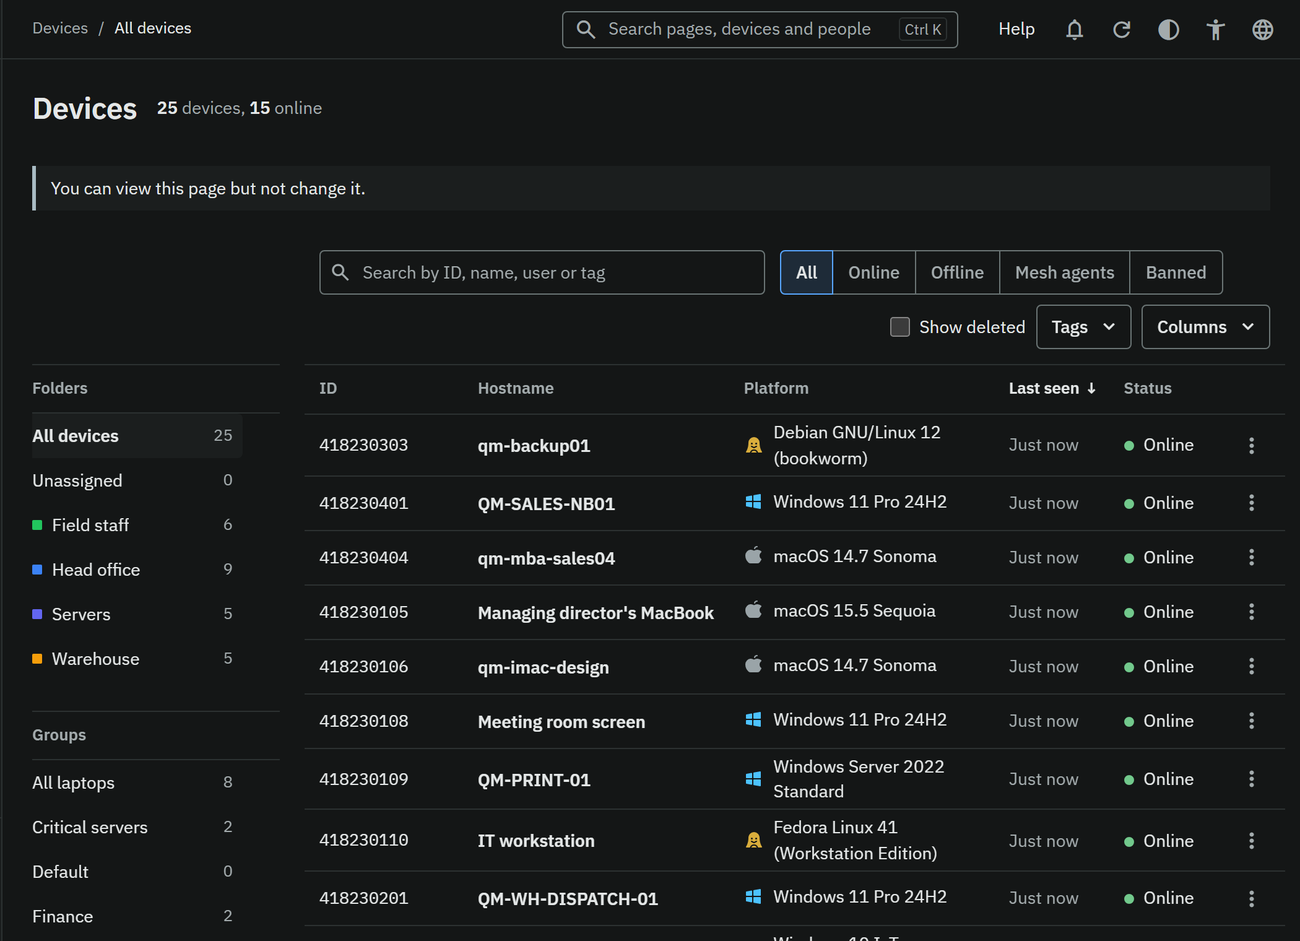 Devices / All devices
Search pages, devices and people Ctrl K
Help
Devices 25 devices, 15 online
You can view this page but not change it.
Search by ID, name, user or tag
All Online Offline Mesh agents Banned
Show deleted Tags Columns
Folders
All devices 25
Unassigned 0
Field staff 6
Head office 9
Servers 5
Warehouse 5
Groups
All laptops 8
Critical servers 2
Default 0
Finance 2
ID Hostname Platform Last seen ↓ Status
418230303 qm-backup01 Debian GNU/Linux 12 (bookworm) Just now Online
418230401 QM-SALES-NB01 Windows 11 Pro 24H2 Just now Online
418230404 qm-mba-sales04 macOS 14.7 Sonoma Just now Online
418230105 Managing director's MacBook macOS 15.5 Sequoia Just now Online
418230106 qm-imac-design macOS 14.7 Sonoma Just now Online
418230108 Meeting room screen Windows 11 Pro 24H2 Just now Online
418230109 QM-PRINT-01 Windows Server 2022 Standard Just now Online
418230110 IT workstation Fedora Linux 41 (Workstation Edition) Just now Online
418230201 QM-WH-DISPATCH-01 Windows 11 Pro 24H2 Just now Online